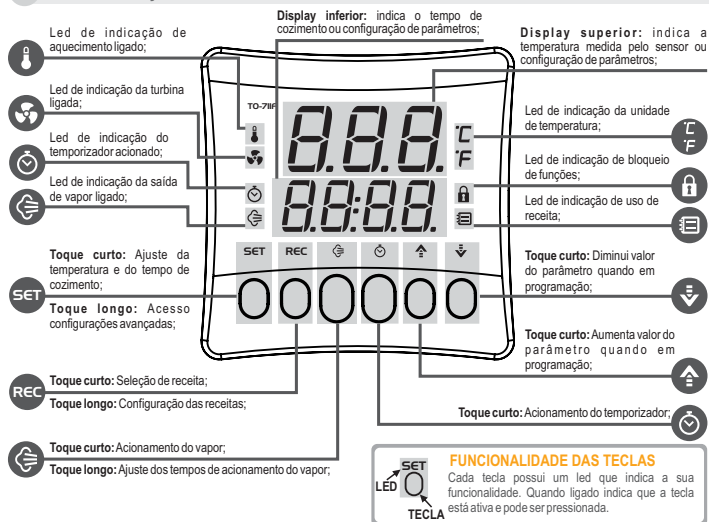 Display inferior: indica o tempo de
cozimento ou configuração de parâmetros;
Display superior: indica a
temperatura medida pelo sensor ou
configuração de parâmetros;
Led de indicação de
aquecimento ligado;
Led de indicação da turbina
ligada;
Led de indicação do
temporizador acionado;
Led de indicação da saída
de vapor ligado;
TO-711F
8.8.8
88:88.
°C
°F
Led de indicação da unidade
de temperatura;
°C
°F
Led de indicação de bloqueio
de funções;
Led de indicação de uso de
receita;
SET REC
Toque curto: Ajuste da
temperatura e do tempo de
cozimento;
Toque longo: Acesso
configurações avançadas;
SET
Toque curto: Diminui valor
do parâmetro quando em
programação;
Toque curto: Aumenta valor do
parâmetro quando em
programação;
REC
Toque curto: Seleção de receita;
Toque longo: Configuração das receitas;
Toque curto: Acionamento do temporizador;
Toque curto: Acionamento do vapor;
Toque longo: Ajuste dos tempos de acionamento do vapor;
SET
LED
TECLA
FUNCIONALIDADE DAS TECLAS
Cada tecla possui um led que indica a sua
funcionalidade. Quando ligado indica que a tecla
está ativa e pode ser pressionada.